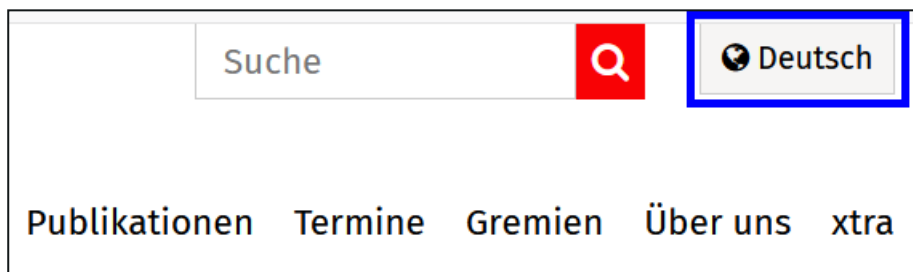 Suche Deutsch
Publikationen Termine Gremien Über uns xtra